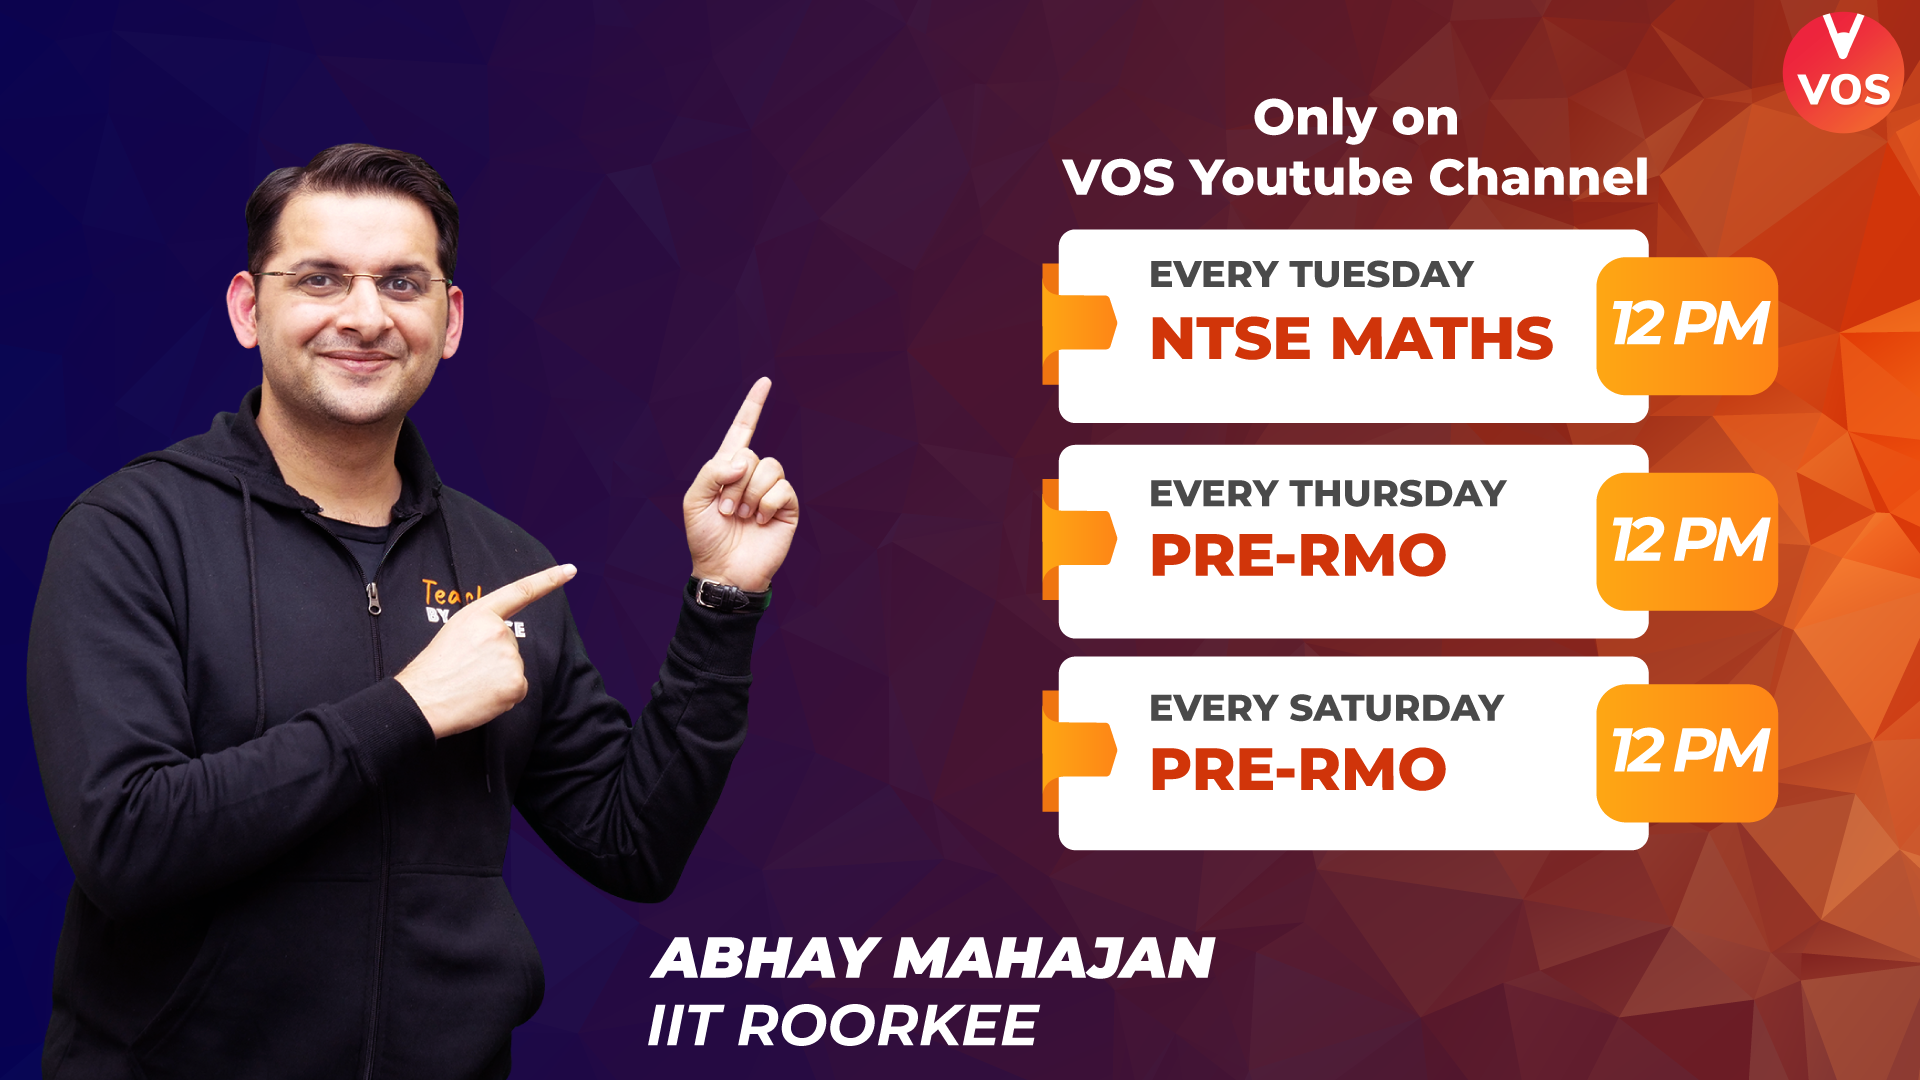 VOS
Only on
VOS Youtube Channel
EVERY TUESDAY
NTSE MATHS
12 PM
EVERY THURSDAY
PRE-RMO
12 PM
EVERY SATURDAY
PRE-RMO
12 PM
BY
ABHAY MAHAJAN
IIT ROORKEE